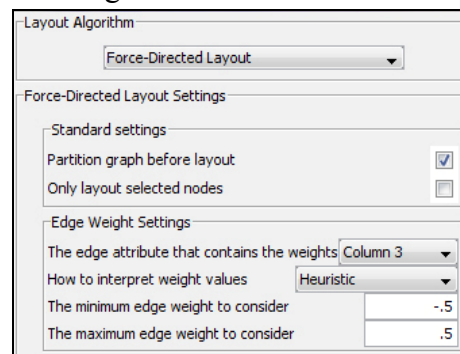 Layout Algorithm
Force-Directed Layout
Force-Directed Layout Settings
Standard settings
Partition graph before layout
Only layout selected nodes
Edge Weight Settings
The edge attribute that contains the weights Column 3
How to interpret weight values Heuristic
The minimum edge weight to consider -.5
The maximum edge weight to consider .5